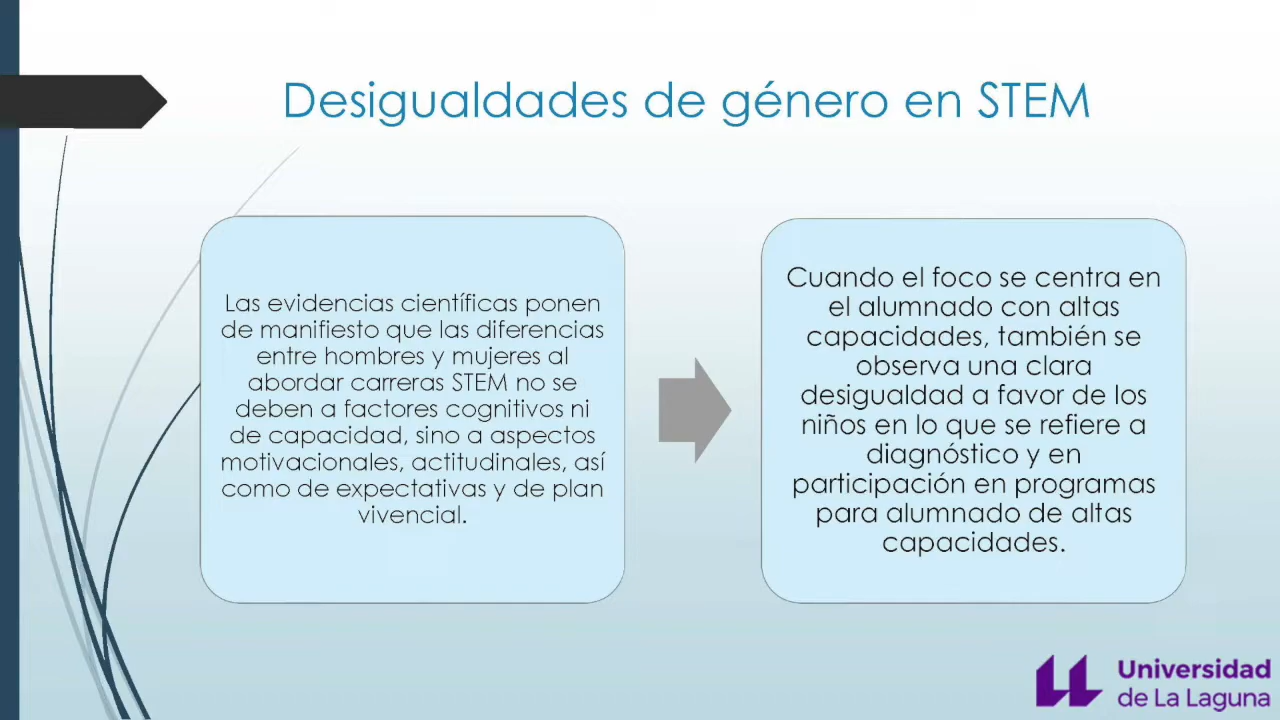 Desigualdades de género en STEM
Las evidencias científicas ponen
de manifiesto que las diferencias
entre hombres y mujeres al
abordar carreras STEM no se
deben a factores cognitivos ni
de capacidad, sino a aspectos
motivacionales, actitudinales, así
como de expectativas y de plan
vivencial.
Cuando el foco se centra en
el alumnado con altas
capacidades, también se
observa una clara
desigualdad a favor de los
niños en lo que se refiere a
diagnóstico y en
participación en programas
para alumnado de altas
capacidades.
Universidad
de La Laguna